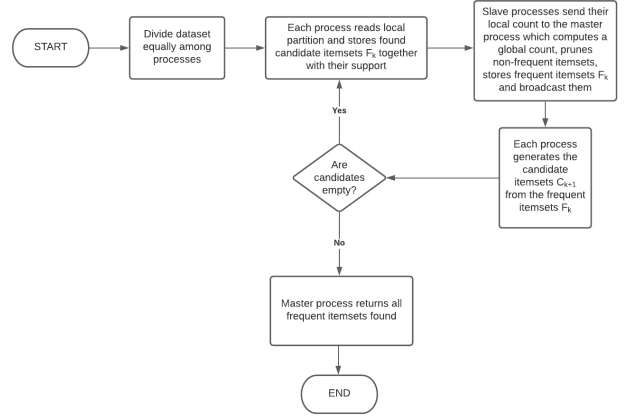 START
Divide dataset
equally among
processes
Each process reads local
partition and stores found
candidate itemsets Fk together
with their support
Slave processes send their
local count to the master
process which computes a
global count, prunes
non-frequent itemsets,
stores frequent itemsets Fk
and broadcast them
Each process
generates the
candidate
itemsets Ck+1
from the frequent
itemsets Fk
Are
candidates
empty?
Yes
No
Master process returns all
frequent itemsets found
END